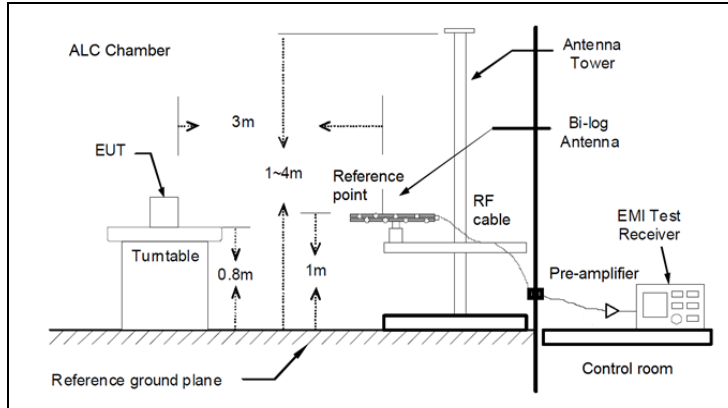 ALC Chamber
Antenna
Tower
3m
Bi-log
Antenna
EUT
1~4m
Reference
point
RF
cable
EMI Test
Receiver
Turntable
0.8m
1m
Pre-amplifier
Reference ground plane
Control room